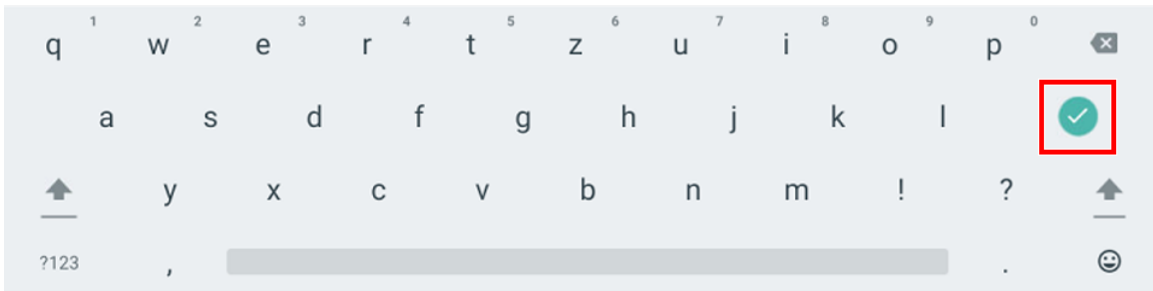 1 2 3 4 5 6 7 8 9 0
q w e r t z u i o p
a s d f g h j k l
y x c v b n m ! ?
?123 , .